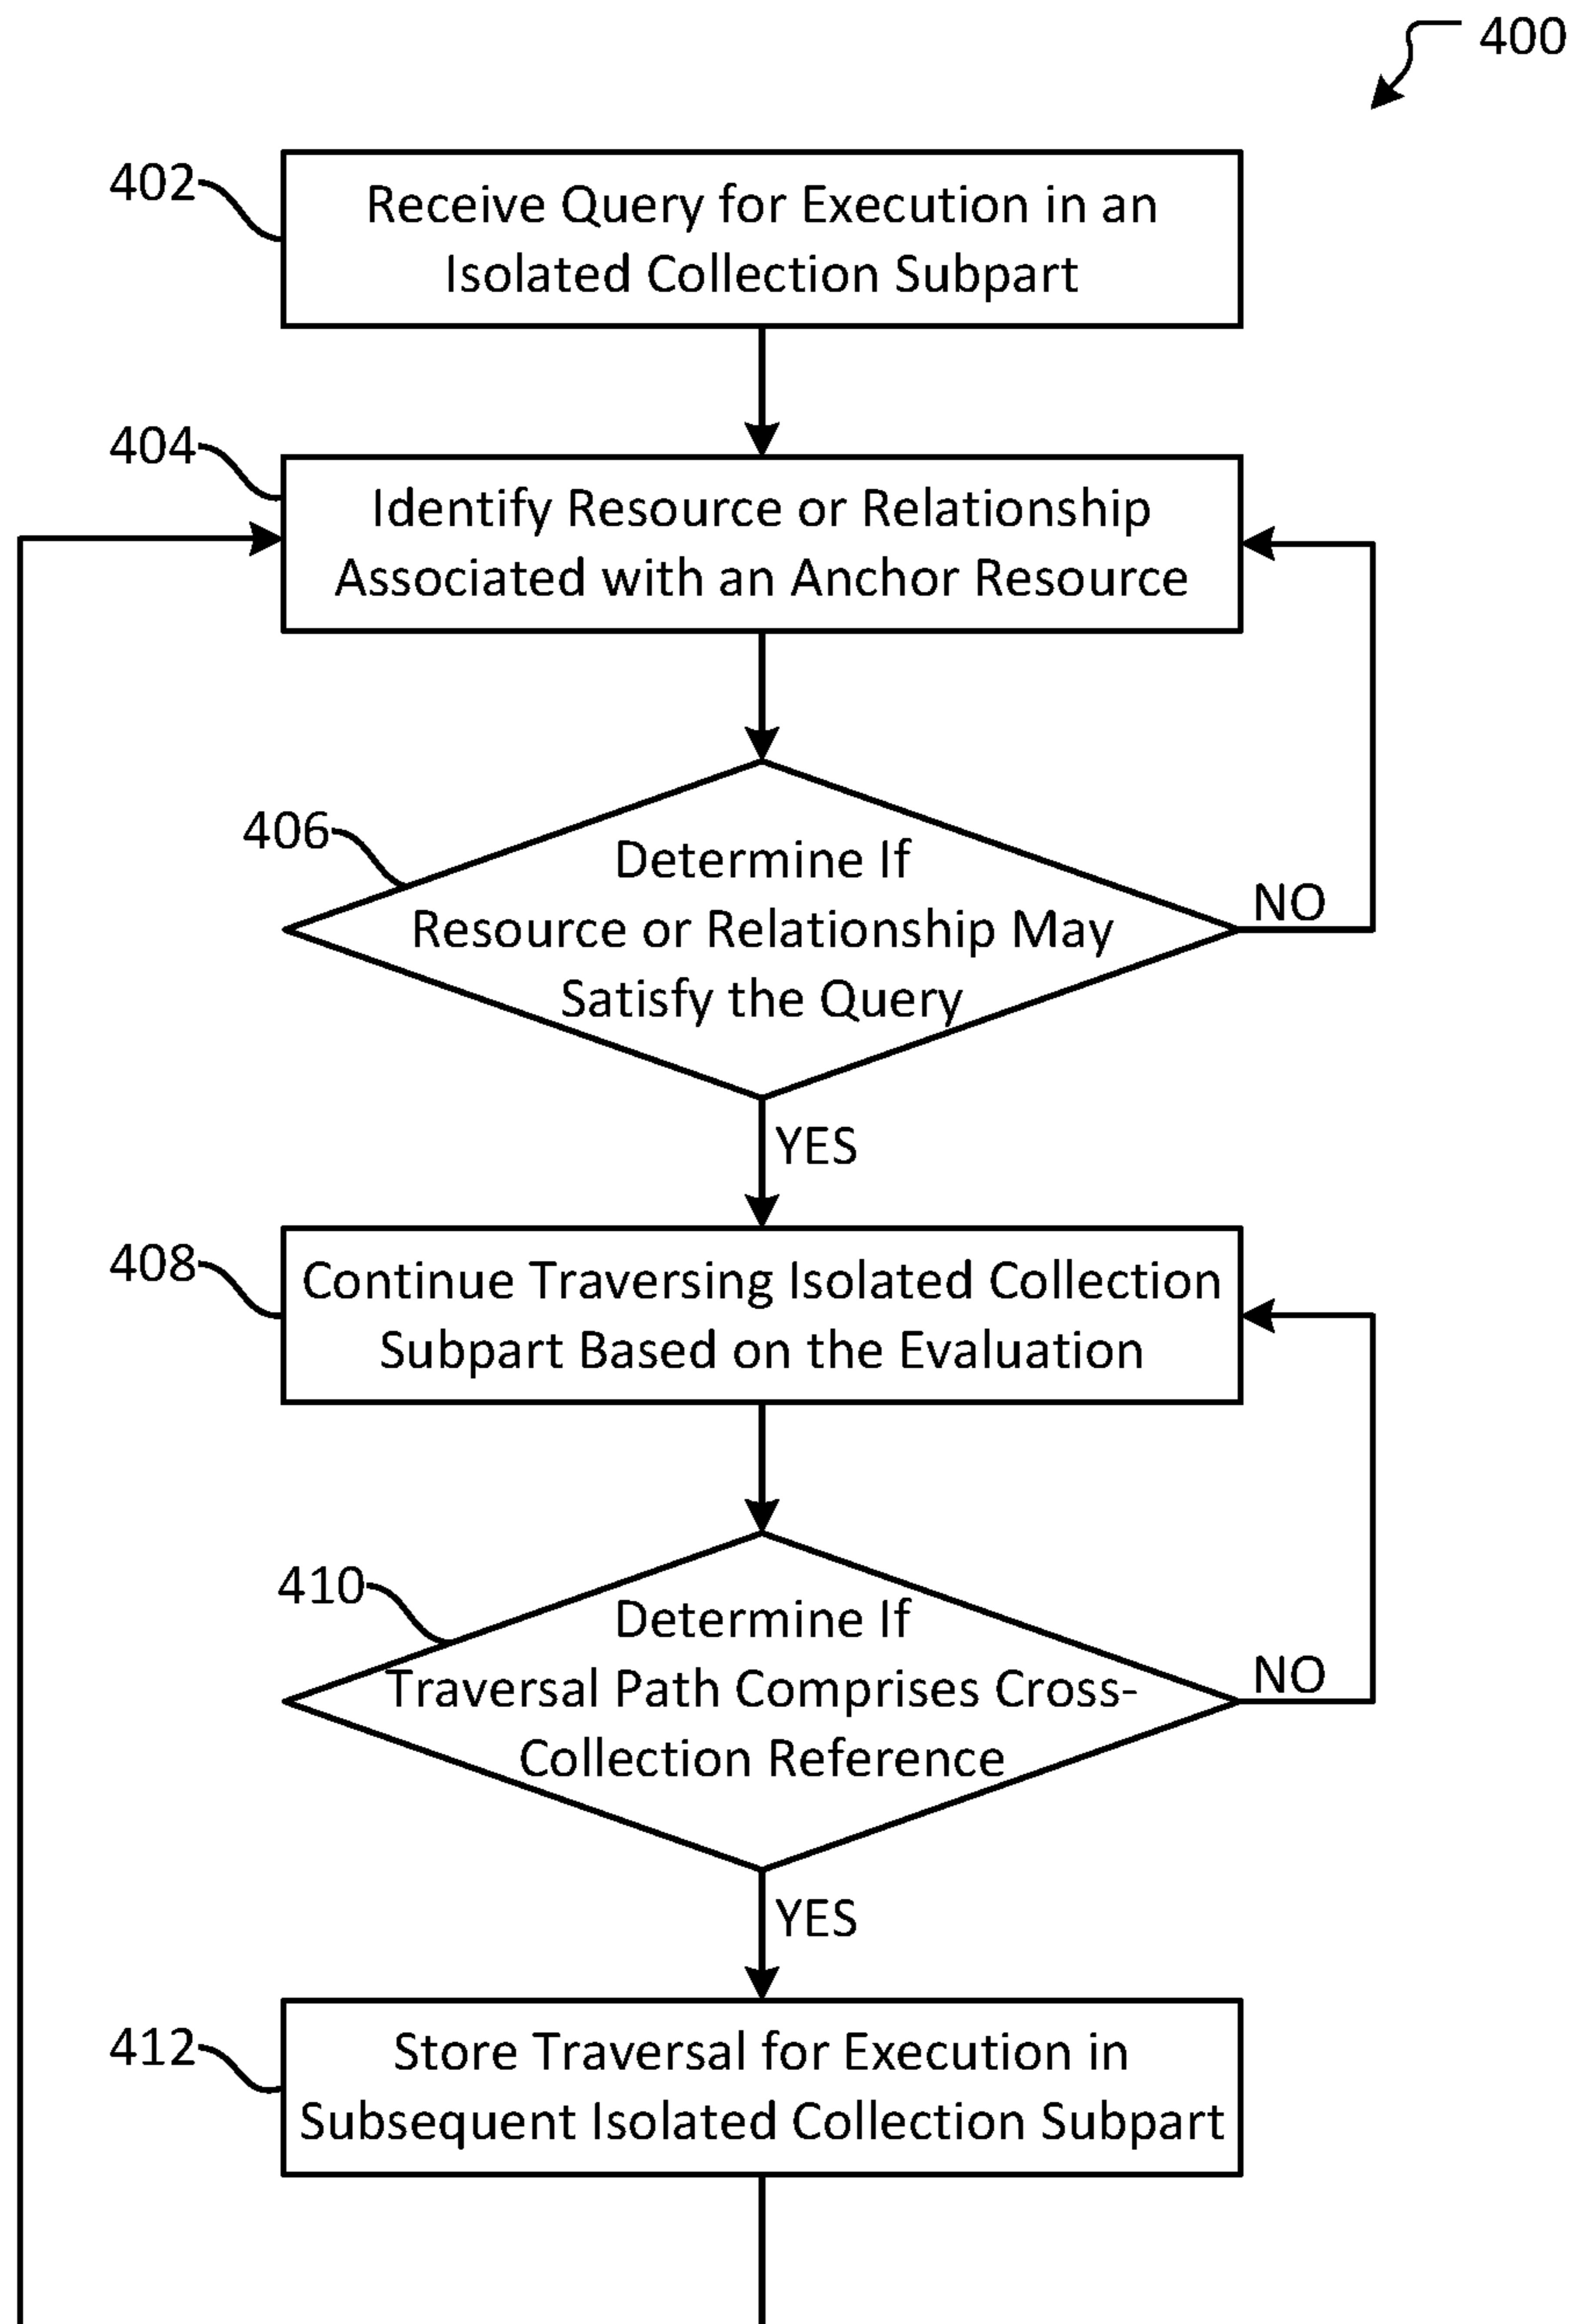 400
402
Receive Query for Execution in an
Isolated Collection Subpart
404
Identify Resource or Relationship
Associated with an Anchor Resource
406
Determine If
Resource or Relationship May
Satisfy the Query
NO
YES
408
Continue Traversing Isolated Collection
Subpart Based on the Evaluation
410
Determine If
Traversal Path Comprises Cross-
Collection Reference
NO
YES
412
Store Traversal for Execution in
Subsequent Isolated Collection Subpart